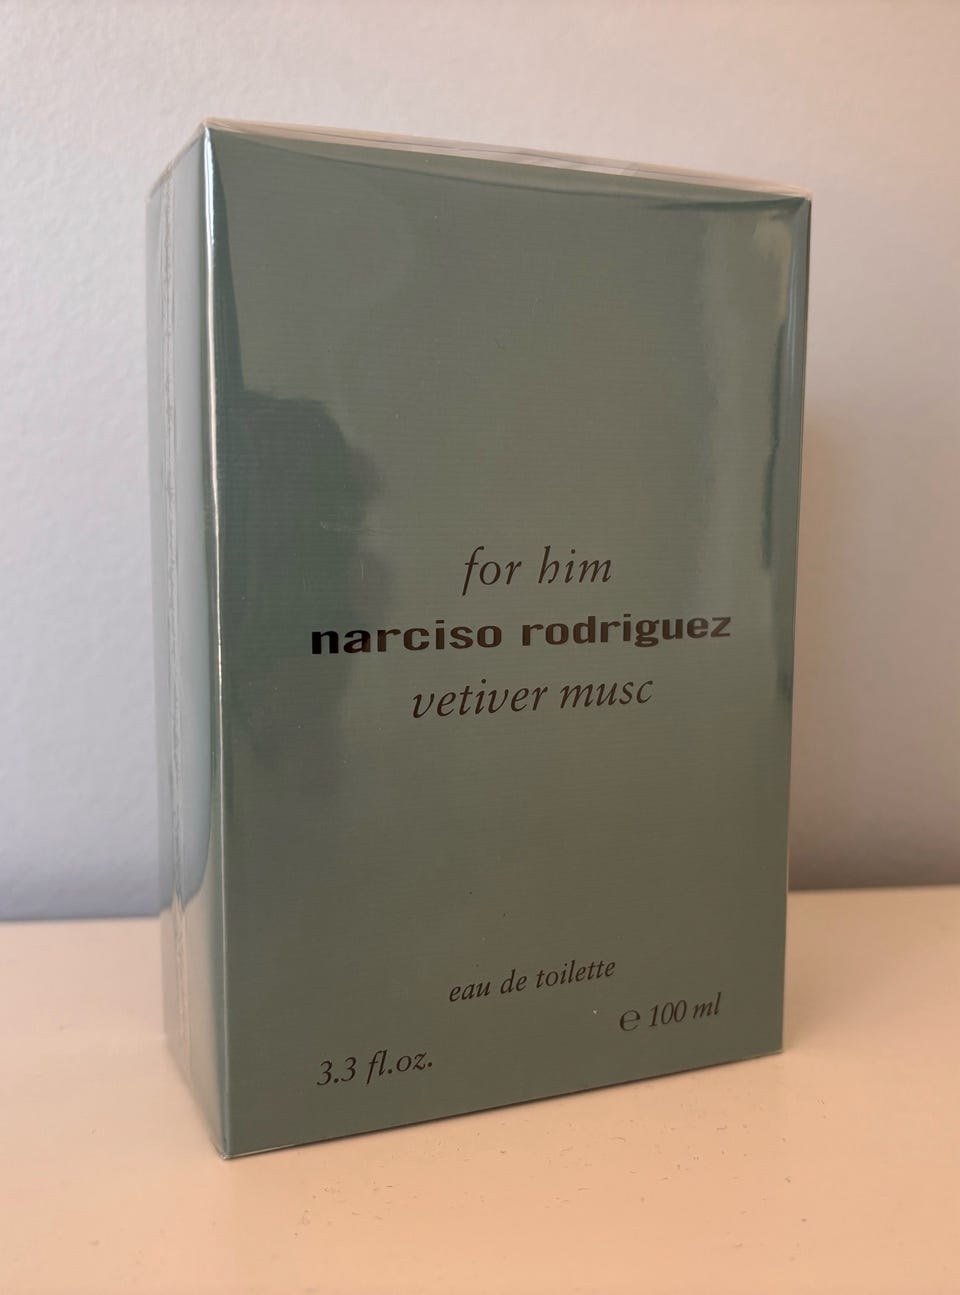 for him
narciso rodriguez
vetiver musc
eau de toilette
3.3 fl.oz.
℮ 100 ml